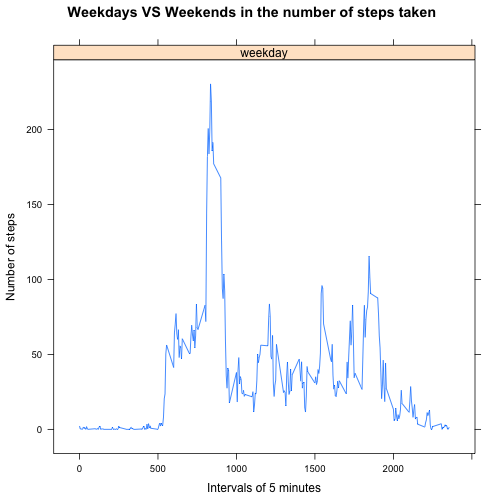 Weekdays VS Weekends in the number of steps taken
weekday
200
150
100
50
0
Number of steps
0 500 1000 1500 2000
Intervals of 5 minutes